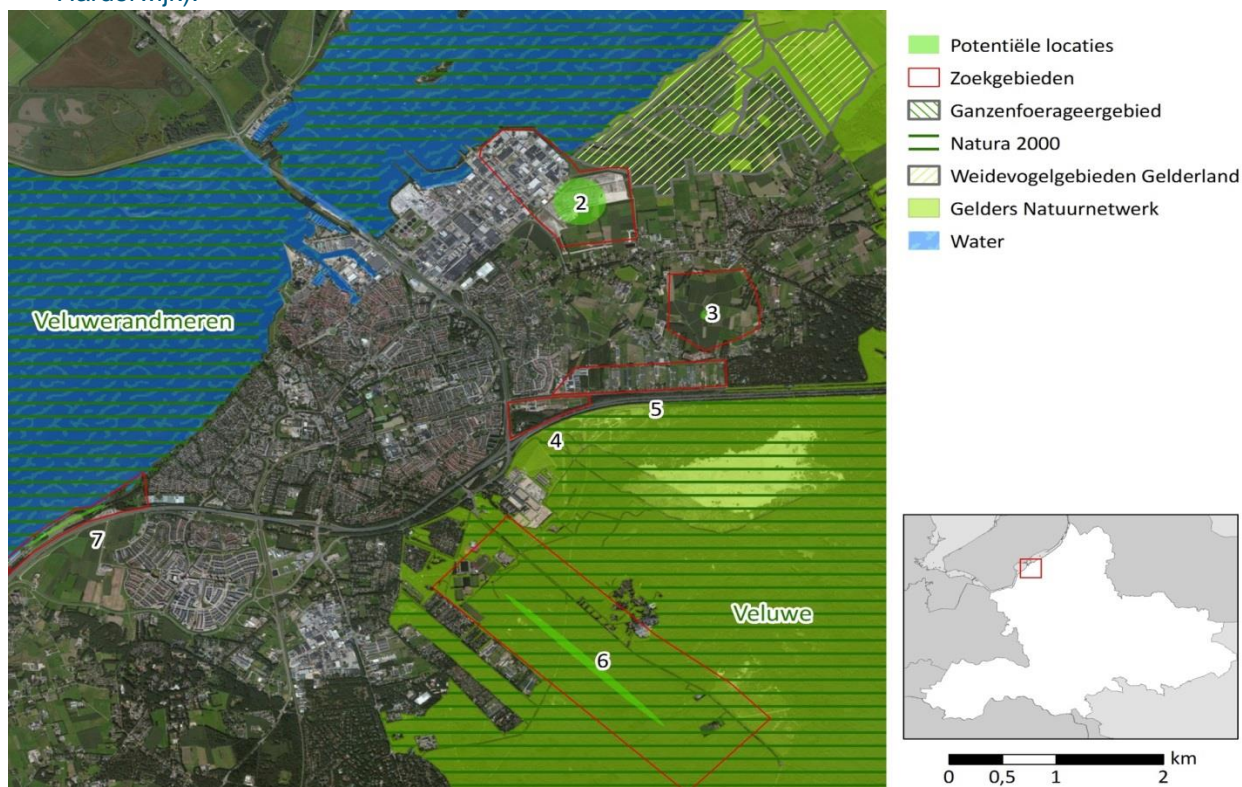 Harderwijk).
Potentiële locaties
Zoekgebieden
Ganzenfoerageergebied
Natura 2000
Weidevogelgebieden Gelderland
Gelders Natuurnetwerk
Water
2
3
Veluwerandmeren
5
4
7
Veluwe
6
km
0 0,5 1 2